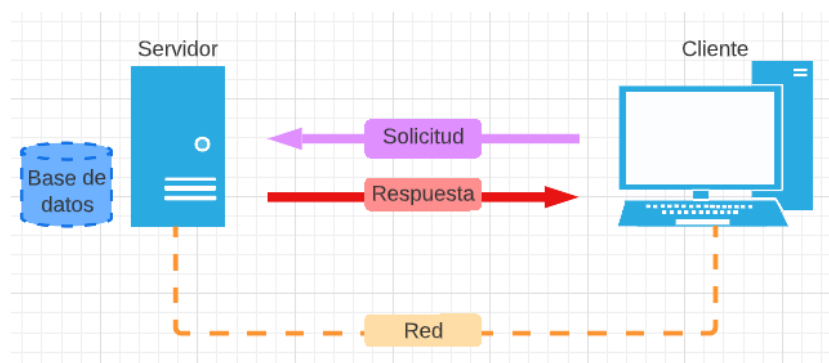 Servidor
Cliente
Solicitud
Base de
datos
Respuesta
Red